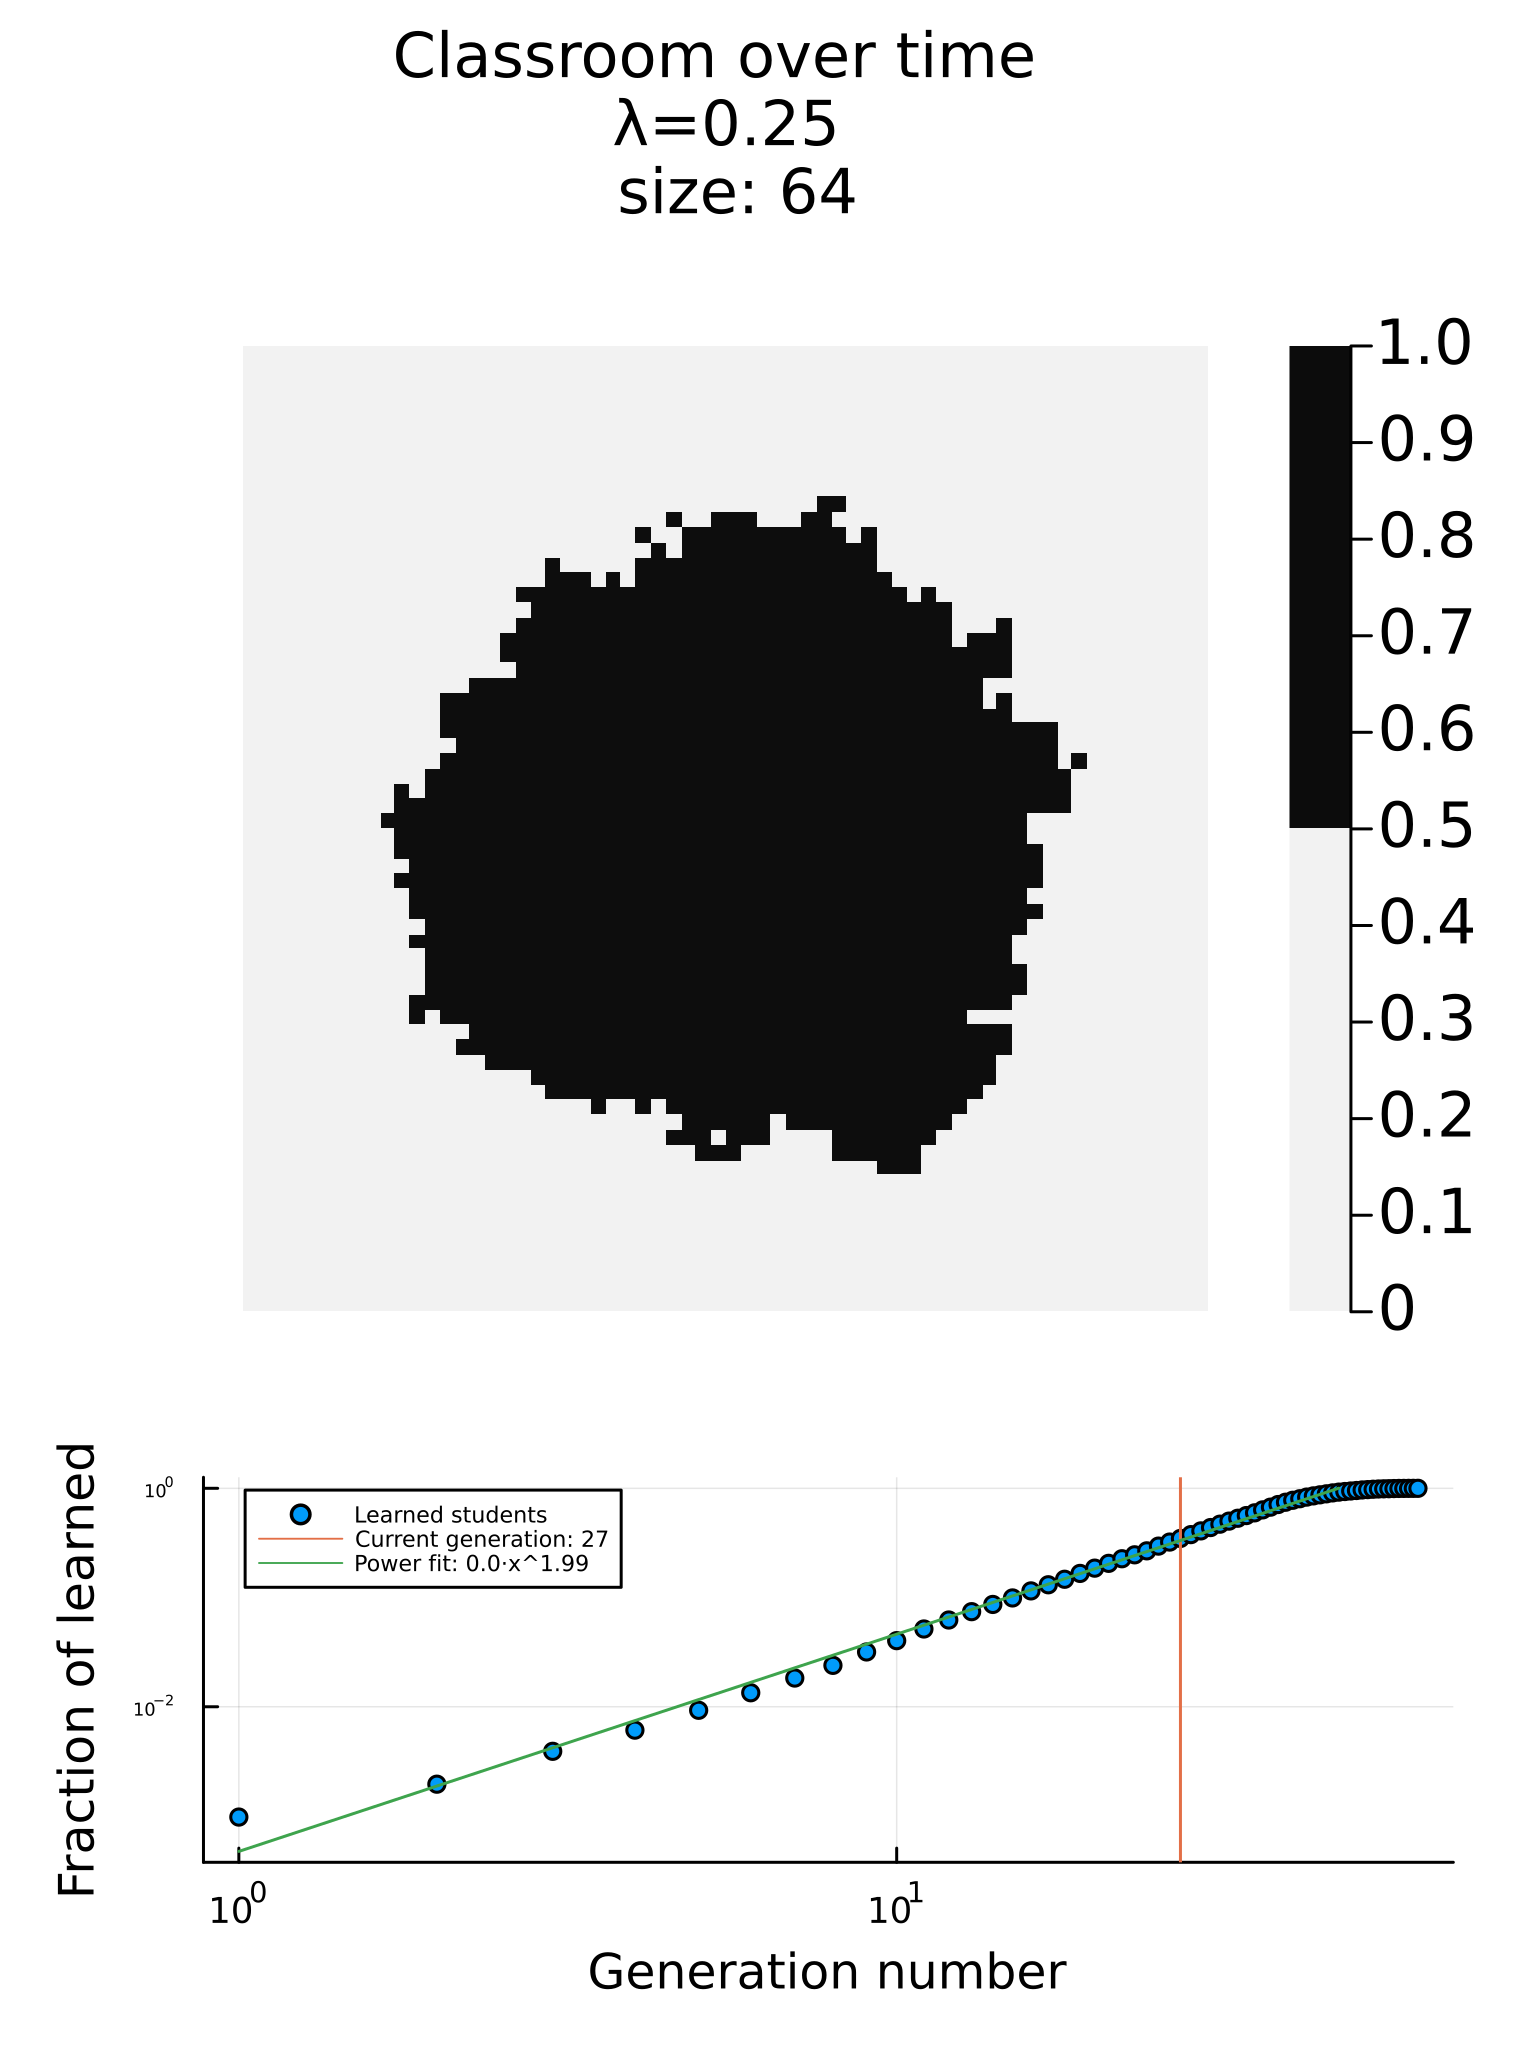 Classroom over time
λ=0.25
size: 64
1.0
0.9
0.8
0.7
0.6
0.5
0.4
0.3
0.2
0.1
0
Fraction of learned
10⁰
10⁻²
Learned students
Current generation: 27
Power fit: 0.0·x^1.99
10⁰
10¹
Generation number